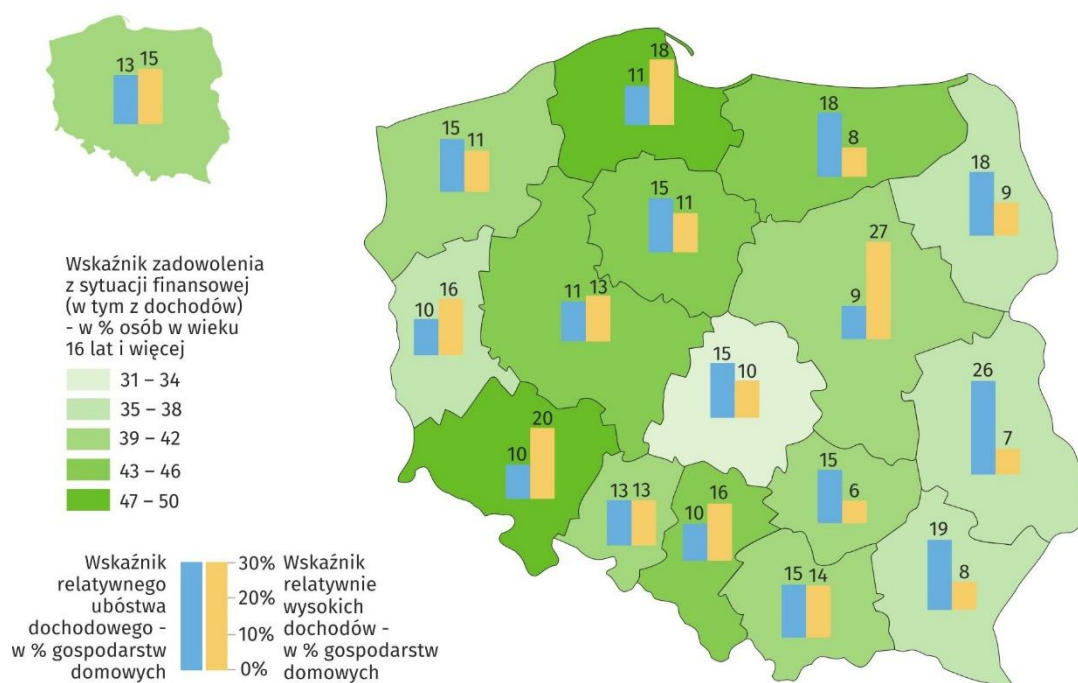 13 15
11 18
18 8
15 11
18 9
15 11
27
9
10 16
11 13
15 10
26 7
10 20
15 6
13 13
10 16
19 8
15 14
Wskaźnik zadowolenia
z sytuacji finansowej
(w tym z dochodów)
- w % osób w wieku
16 lat i więcej
31 – 34
35 – 38
39 – 42
43 – 46
47 – 50
Wskaźnik
relatywnego
ubóstwa
dochodowego -
w % gospodarstw
domowych
30%
20%
10%
0%
Wskaźnik
relatywnie
wysokich
dochodów -
w % gospodarstw
domowych